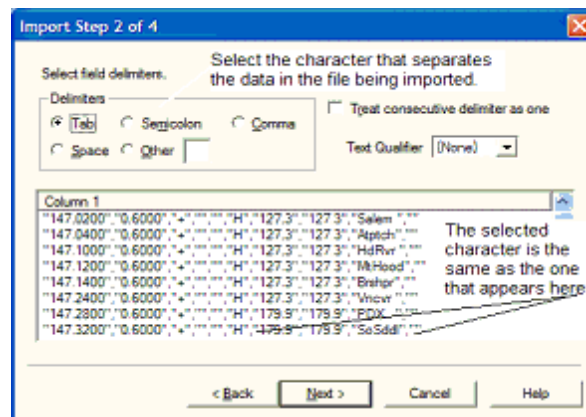 Import Step 2 of 4
Select field delimiters.
Select the character that separates
the data in the file being imported.
Delimiters
Tab
Semicolon
Comma
Space
Other
Treat consecutive delimiter as one
Text Qualifier
(None)
Column 1
"147.0200","0.6000","+","","","H","127.3","127.3","Salem ",""
"147.0400","0.6000","+","","","H","127.3","127.3","Atptch ",""
"147.1000","0.6000","+","","","H","127.3","127.3","HdRvr ",""
"147.1200","0.6000","+","","","H","127.3","127.3","MtHood ",""
"147.1400","0.6000","+","","","H","127.3","127.3","Brshpr ",""
"147.2400","0.6000","+","","","H","127.3","127.3","Vncvr ",""
"147.2800","0.6000","+","","","H","179.9","179.9","PDX ",""
"147.3200","0.6000","+","","","H","179.9","179.9","SoSddl ",""
The selected
character is the
same as the one
that appears here
< Back
Next >
Cancel
Help